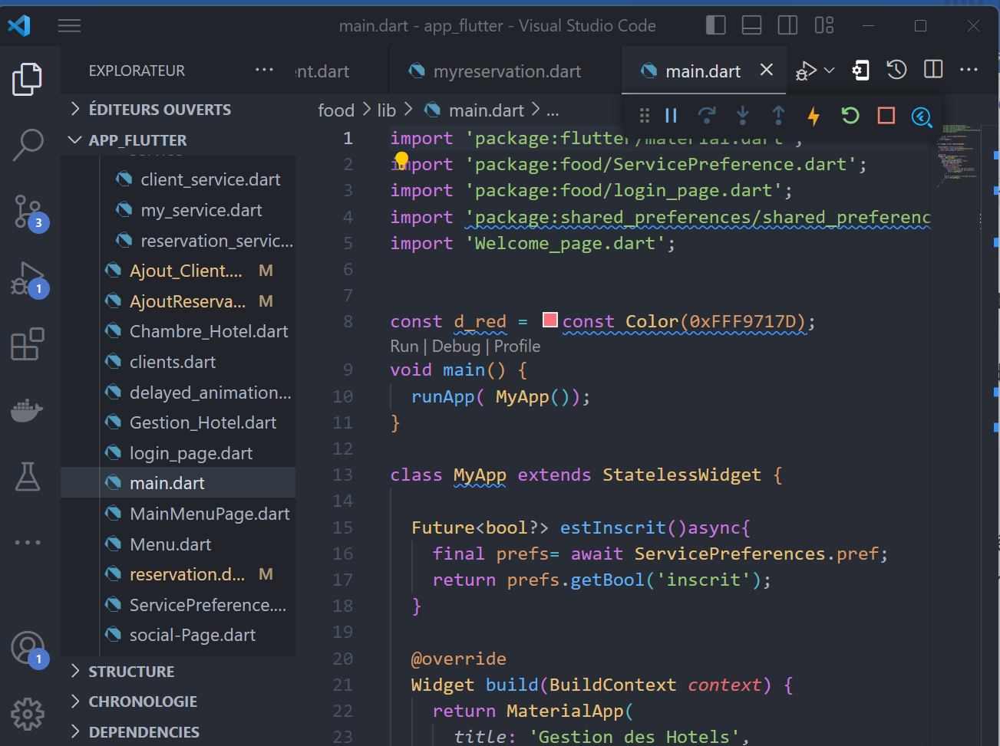 main.dart - app_flutter - Visual Studio Code
EXPLORATEUR
ÉDITEURS OUVERTS
APP_FLUTTER
client_service.dart
my_service.dart
reservation_servic...
Ajout_Client.... M
AjoutReserva... M
Chambre_Hotel.dart
clients.dart
delayed_animation...
Gestion_Hotel.dart
login_page.dart
main.dart
MainMenuPage.dart
Menu.dart
reservation.d... M
ServicePreference....
social-Page.dart
STRUCTURE
CHRONOLOGIE
DEPENDENCIES
3
1
1
nt.dart
myreservation.dart
main.dart
food > lib > main.dart > ...
1 import 'package:flutter/material.dart';
2 import 'package:food/ServicePreference.dart';
3 import 'package:food/login_page.dart';
4 import 'package:shared_preferences/shared_preferenc
5 import 'Welcome_page.dart';
6
7
8 const d_red = const Color(0xFFF9717D);
Run | Debug | Profile
9 void main() {
10 runApp( MyApp());
11 }
12
13 class MyApp extends StatelessWidget {
14
15 Future<bool?> estInscrit()async{
16 final prefs= await ServicePreferences.pref;
17 return prefs.getBool('inscrit');
18 }
19
20 @override
21 Widget build(BuildContext context) {
22 return MaterialApp(
23 title: 'Gestion des Hotels',